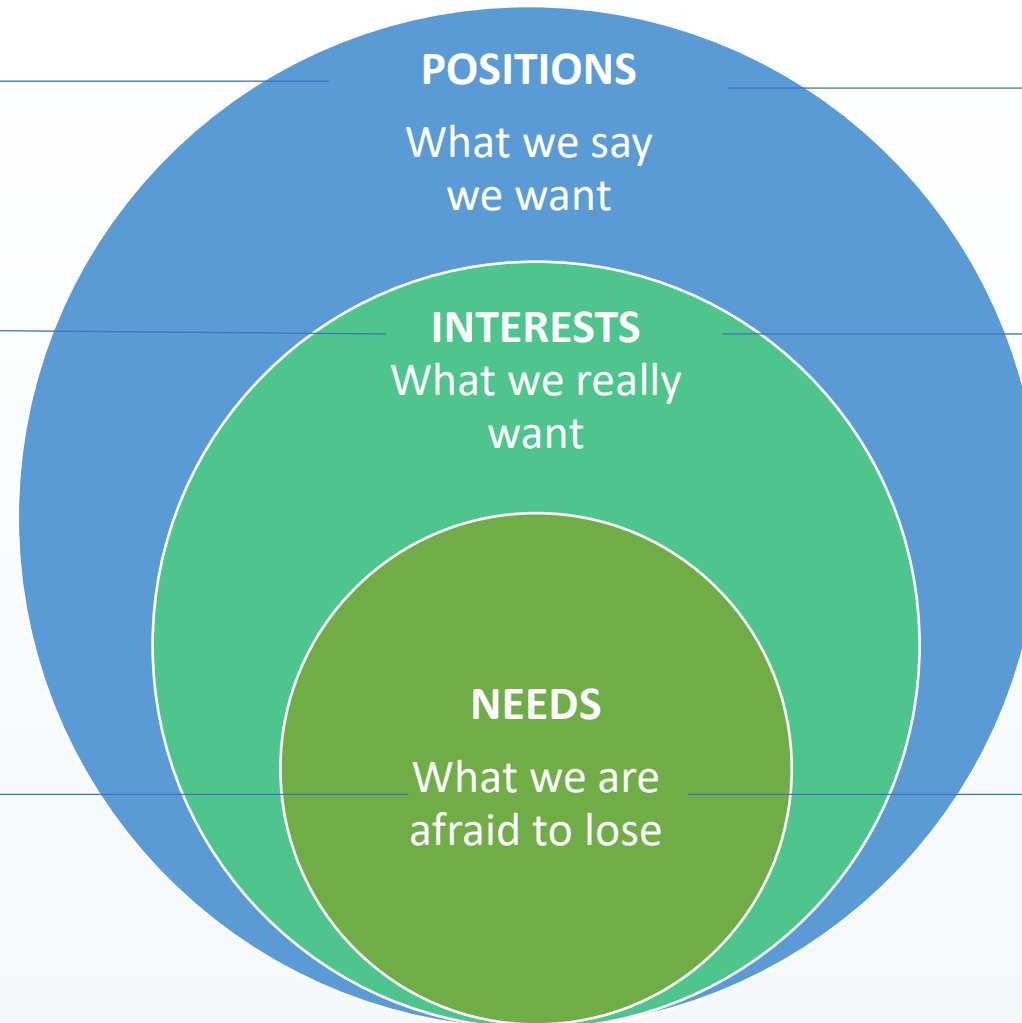 POSITIONS
What we say
we want
INTERESTS
What we really
want
NEEDS
What we are
afraid to lose